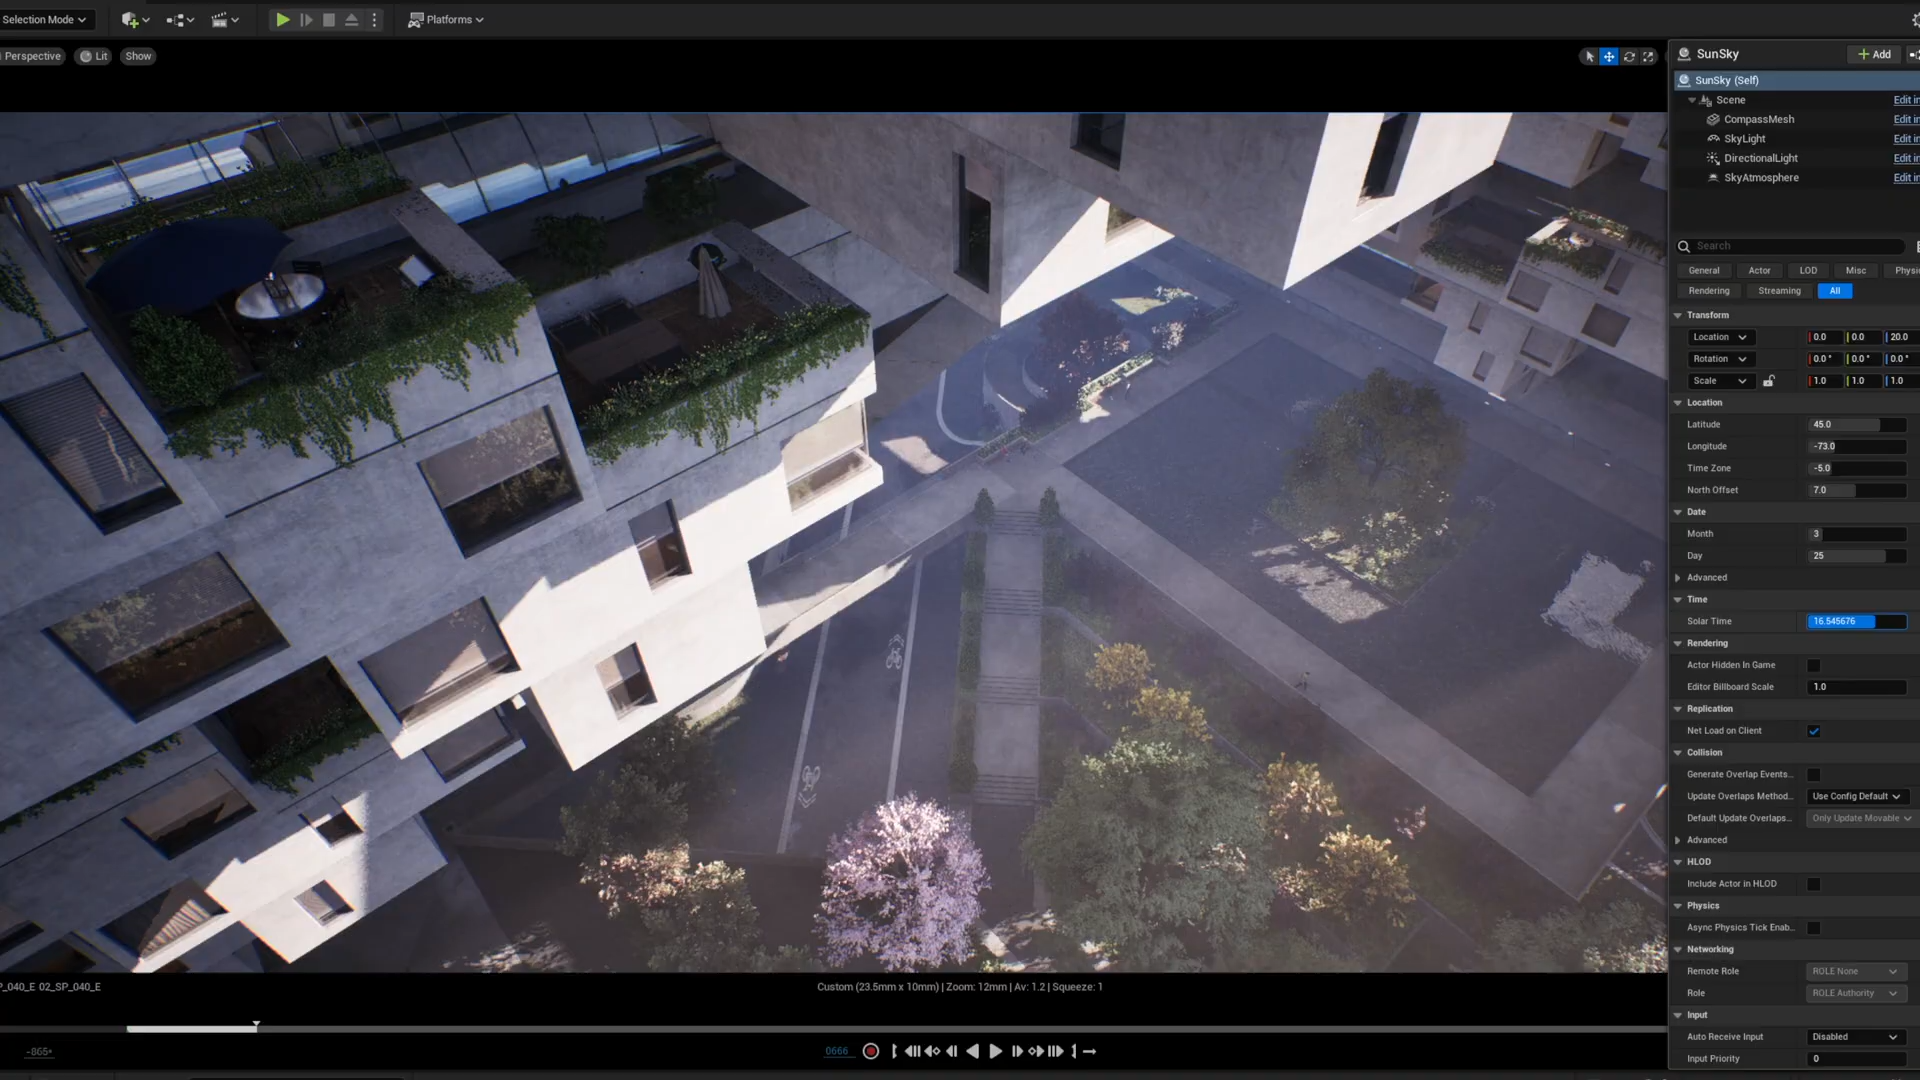 Selection Mode
Platforms
Perspective
Lit
Show
SunSky
Add
SunSky (Self)
Scene
Edit in
CompassMesh
Edit in
SkyLight
Edit in
DirectionalLight
Edit in
SkyAtmosphere
Edit in
Search
General
Actor
LOD
Misc
Physic
Rendering
Streaming
All
Transform
Location 0.0 0.0 20.0
Rotation 0.0 ° 0.0 ° 0.0 °
Scale 1.0 1.0 1.0
Location
Latitude 45.0
Longitude -73.0
Time Zone -5.0
North Offset 7.0
Date
Month 3
Day 25
Advanced
Time
Solar Time 16.545676
Rendering
Actor Hidden In Game
Editor Billboard Scale 1.0
Replication
Net Load on Client
Collision
Generate Overlap Events...
Update Overlaps Method... Use Config Default
Default Update Overlaps... Only Update Movable
Advanced
HLOD
Include Actor in HLOD
Physics
Async Physics Tick Enab...
Networking
Remote Role ROLE None
Role ROLE Authority
Input
Auto Receive Input Disabled
Input Priority 0
P_040_E 02_SP_040_E
Custom (23.5mm x 10mm) | Zoom: 12mm | Av: 1.2 | Squeeze: 1
-865+
0666